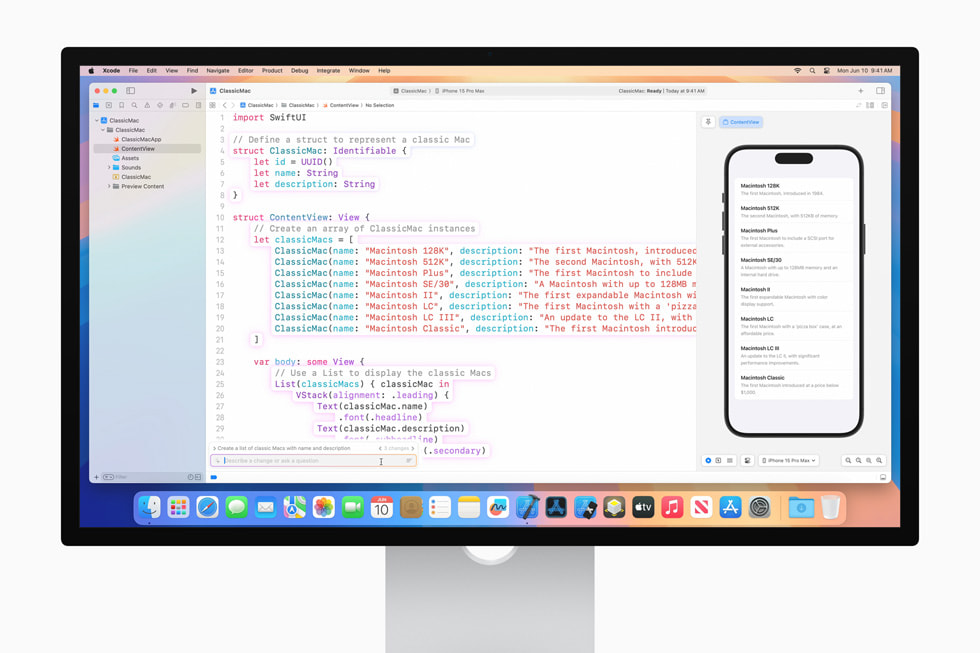 Xcode File Edit View Find Navigate Editor Product Debug Integrate Window Help Mon Jun 10 9:41 AM
ClassicMac ClassicMac iPhone 15 Pro Max ClassicMac: Ready | Today at 9:41 AM
ClassicMac ClassicMac ContentView No Selection
ClassicMac
ClassicMac
ClassicMacApp
ContentView
Assets
Sounds
ClassicMac
Preview Content
Filter
1 import SwiftUI
2
3 // Define a struct to represent a classic Mac
4 struct ClassicMac: Identifiable {
5 let id = UUID()
6 let name: String
7 let description: String
8 }
9
10 struct ContentView: View {
11 // Create an array of ClassicMac instances
12 let classicMacs = [
13 ClassicMac(name: "Macintosh 128K", description: "The first Macintosh, introduced
14 ClassicMac(name: "Macintosh 512K", description: "The second Macintosh, with 512K
15 ClassicMac(name: "Macintosh Plus", description: "The first Macintosh to include
16 ClassicMac(name: "Macintosh SE/30", description: "A Macintosh with up to 128MB m
17 ClassicMac(name: "Macintosh II", description: "The first expandable Macintosh wi
18 ClassicMac(name: "Macintosh LC", description: "The first Macintosh with a 'pizza
19 ClassicMac(name: "Macintosh LC III", description: "An update to the LC II, with
20 ClassicMac(name: "Macintosh Classic", description: "The first Macintosh introduc
21 ]
22
23 var body: some View {
24 // Use a List to display the classic Macs
25 List(classicMacs) { classicMac in
26 VStack(alignment: .leading) {
27 Text(classicMac.name)
28 .font(.headline)
29 Text(classicMac.description)
.font(.subheadline)
(.secondary)
Create a list of classic Macs with name and description 3 changes
Describe a change or ask a question
ContentView
Macintosh 128K
The first Macintosh, introduced in 1984.
Macintosh 512K
The second Macintosh, with 512KB of memory.
Macintosh Plus
The first Macintosh to include a SCSI port for
external accessories.
Macintosh SE/30
A Macintosh with up to 128MB memory and an
internal hard drive.
Macintosh II
The first expandable Macintosh with color
display support.
Macintosh LC
The first Macintosh with a 'pizza box' case, at an
affordable price.
Macintosh LC III
An update to the LC II, with significant
performance improvements.
Macintosh Classic
The first Macintosh introduced at a price below
$1,000.
iPhone 15 Pro Max
JUN
10
tv